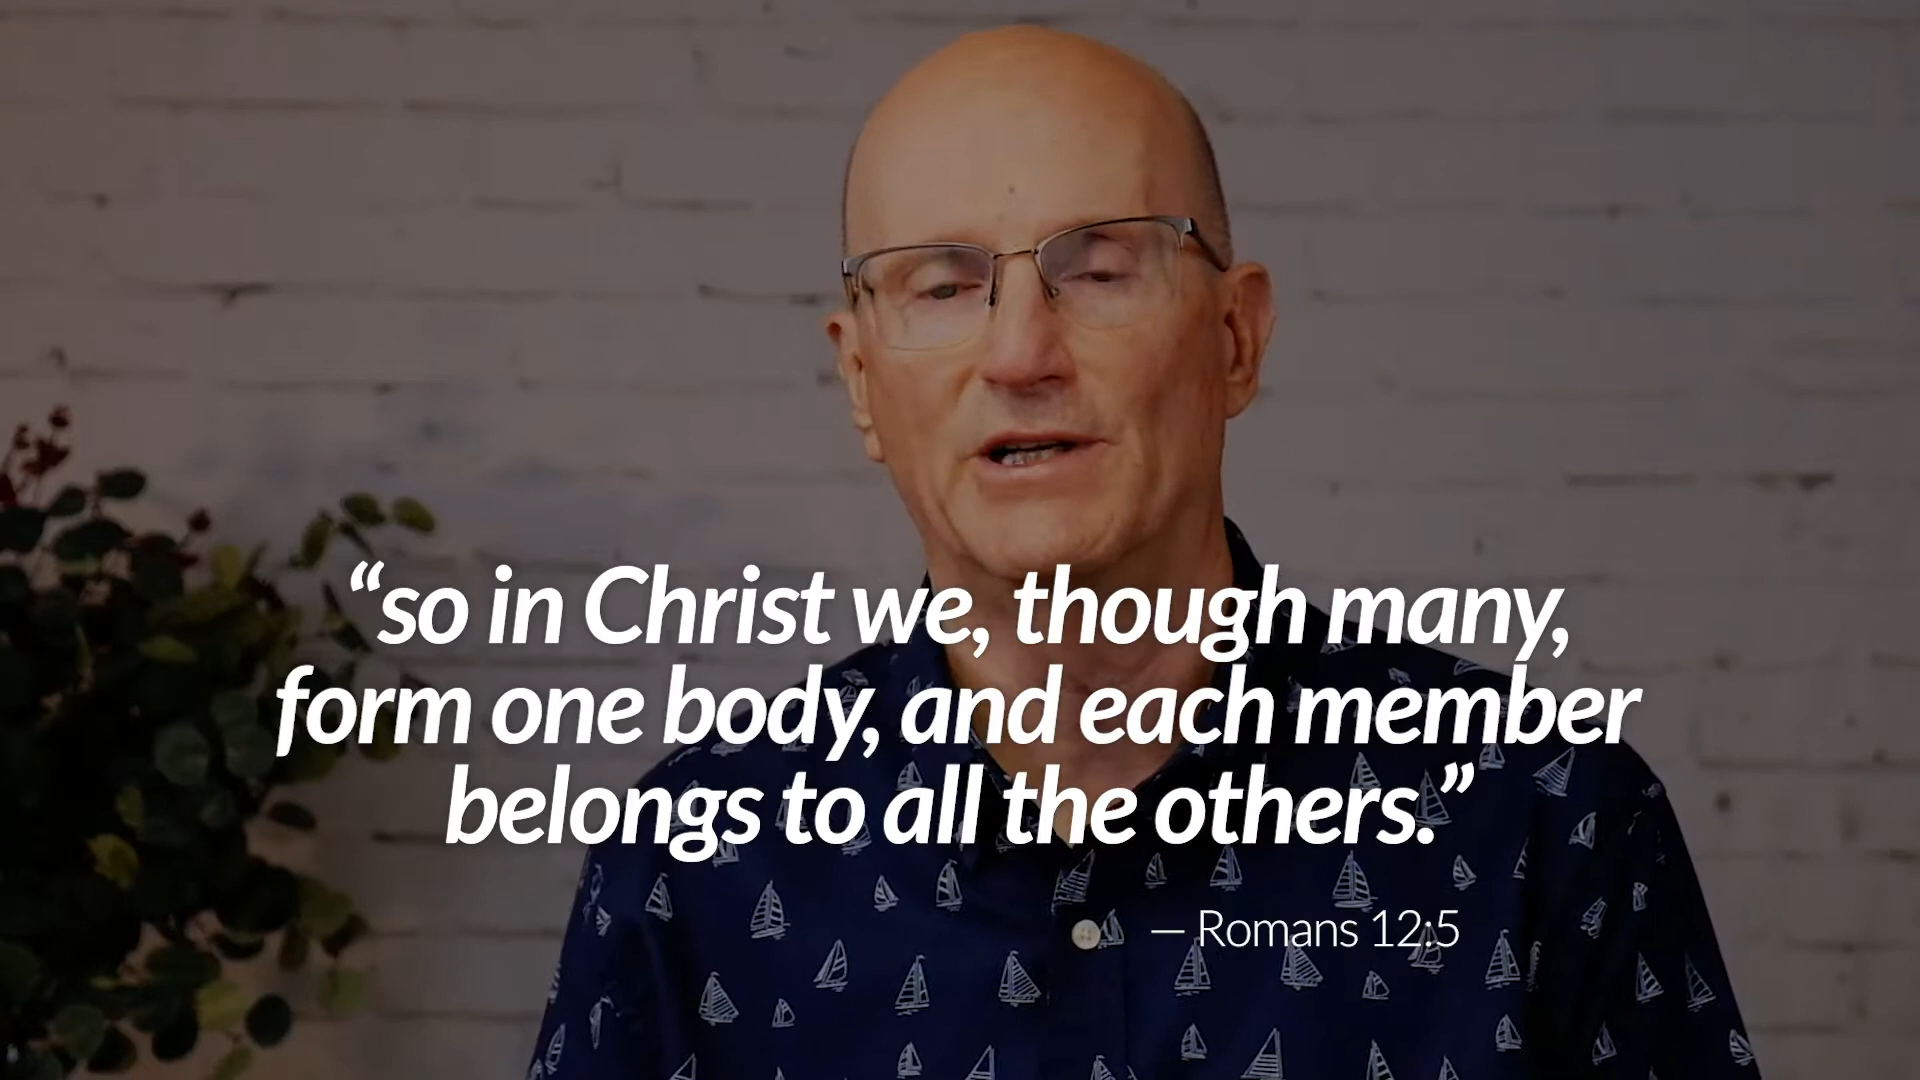 “so in Christ we, though many,
form one body, and each member
belongs to all the others.”
— Romans 12:5